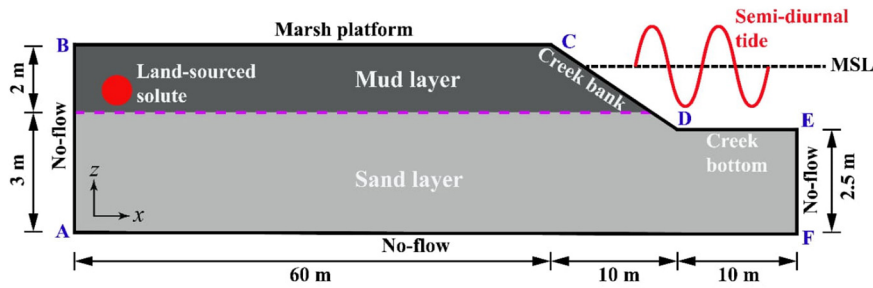 Marsh platform
Semi-diurnal
tide
B
C
MSL
2 m
Land-sourced
solute
Mud layer
Creek bank
D
E
No-flow
3 m
Sand layer
Creek
bottom
No-flow
2.5 m
z
x
A
F
No-flow
60 m
10 m
10 m